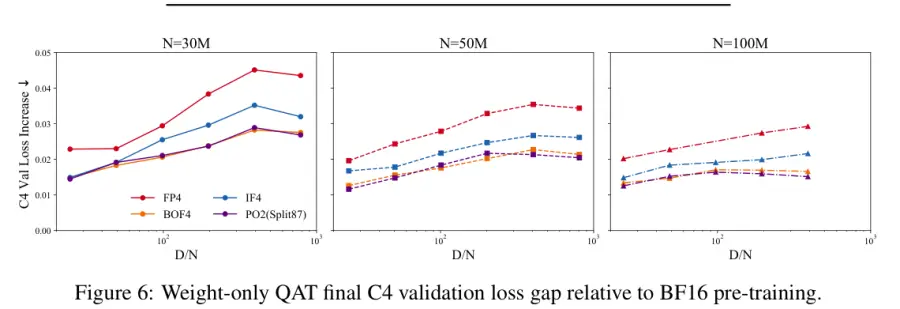 N=30M
N=50M
N=100M
C4 Val Loss Increase ↓
0.05
0.04
0.03
0.02
0.01
0.00
FP4
BOF4
IF4
PO2(Split87)
10²
10³
10²
10³
10²
10³
D/N
D/N
D/N
Figure 6: Weight-only QAT final C4 validation loss gap relative to BF16 pre-training.